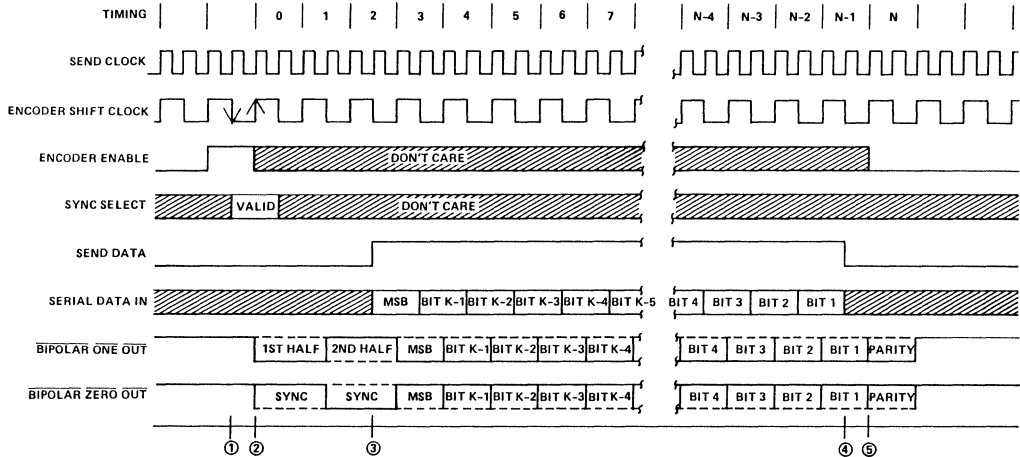 TIMING 0 1 2 3 4 5 6 7 N-4 N-3 N-2 N-1 N
SEND CLOCK
ENCODER SHIFT CLOCK
ENCODER ENABLE DON'T CARE
SYNC SELECT VALID DON'T CARE
SEND DATA
SERIAL DATA IN MSB BIT K-1 BIT K-2 BIT K-3 BIT K-4 BIT K-5 BIT 4 BIT 3 BIT 2 BIT 1
BIPOLAR ONE OUT 1ST HALF 2ND HALF MSB BIT K-1 BIT K-2 BIT K-3 BIT K-4 BIT 4 BIT 3 BIT 2 BIT 1 PARITY
BIPOLAR ZERO OUT SYNC SYNC MSB BIT K-1 BIT K-2 BIT K-3 BIT K-4 BIT 4 BIT 3 BIT 2 BIT 1 PARITY
① ② ③ ④ ⑤